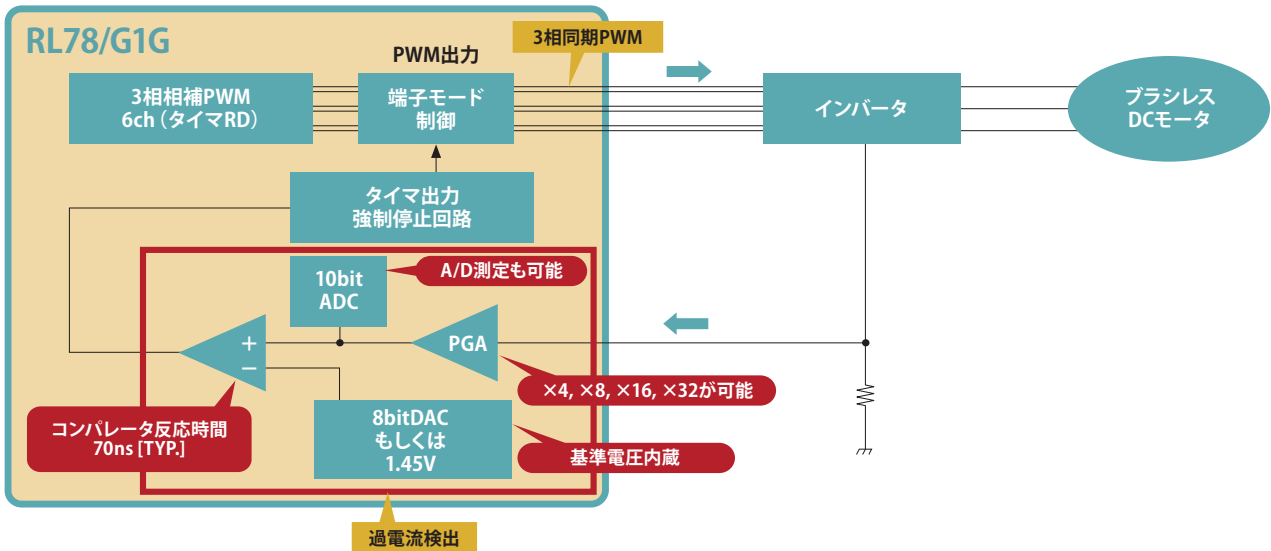 RL78/G1G
PWM出力
3相同期PWM
3相相補PWM
6ch（タイマRD）
端子モード
制御
インバータ
ブラシレス
DCモータ
タイマ出力
強制停止回路
10bit
ADC
A/D測定も可能
+
−
PGA
×4, ×8, ×16, ×32が可能
コンパレータ反応時間
70ns [TYP.]
8bitDAC
もしくは
1.45V
基準電圧内蔵
過電流検出